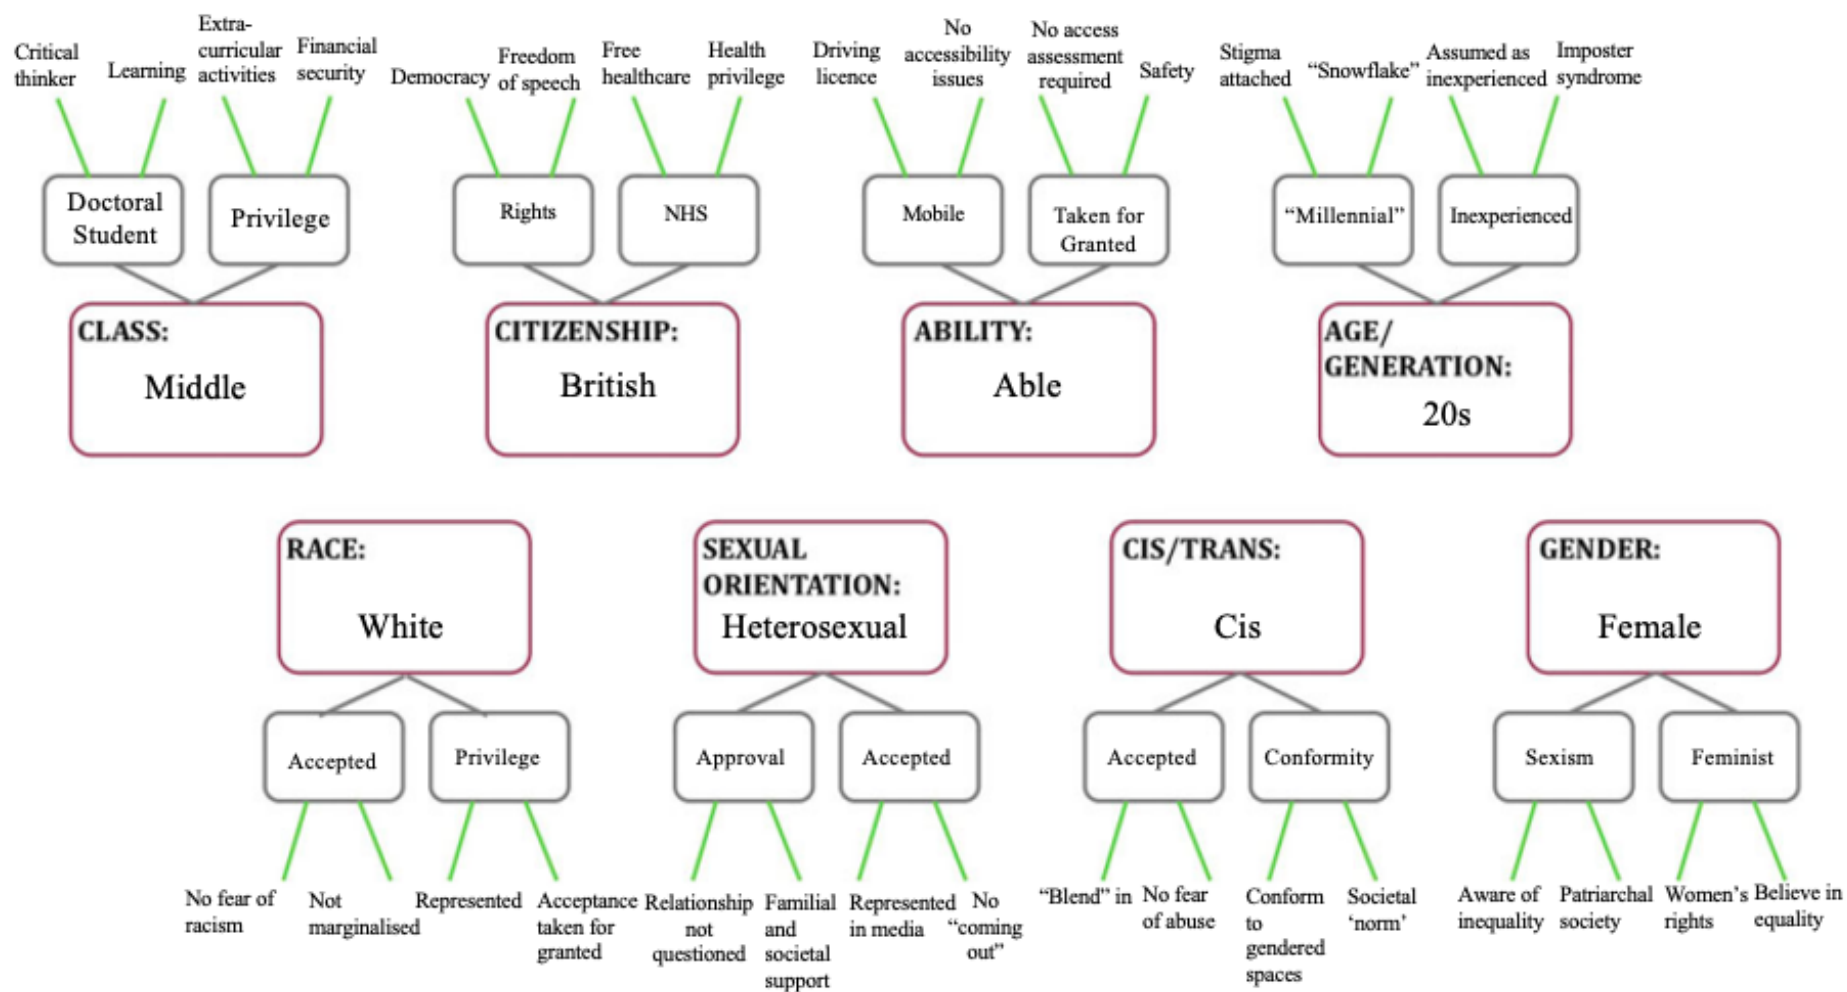 Critical
thinker
Learning
Extra-
curricular
activities
Financial
security
Democracy
Freedom
of speech
Free
healthcare
Health
privilege
Driving
licence
No
accessibility
issues
No access
assessment
required
Safety
Stigma
attached
“Snowflake”
Assumed as
inexperienced
Imposter
syndrome
Doctoral
Student
Privilege
Rights
NHS
Mobile
Taken for
Granted
“Millennial”
Inexperienced
CLASS:
Middle
CITIZENSHIP:
British
ABILITY:
Able
AGE/
GENERATION:
20s
RACE:
White
SEXUAL
ORIENTATION:
Heterosexual
CIS/TRANS:
Cis
GENDER:
Female
Accepted
Privilege
Approval
Accepted
Accepted
Conformity
Sexism
Feminist
No fear of
racism
Not
marginalised
Represented
Acceptance
taken for
granted
Relationship
not
questioned
Familial
and
societal
support
Represented
in media
No
“coming
out”
“Blend” in
No fear
of abuse
Conform
to
gendered
spaces
Societal
‘norm’
Aware of
inequality
Patriarchal
society
Women’s
rights
Believe in
equality